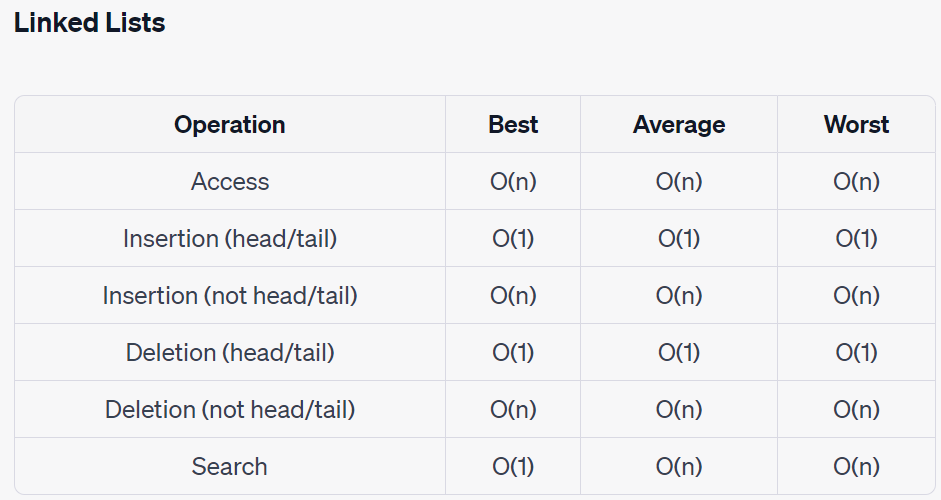 Linked Lists
Operation Best Average Worst
Access O(n) O(n) O(n)
Insertion (head/tail) O(1) O(1) O(1)
Insertion (not head/tail) O(n) O(n) O(n)
Deletion (head/tail) O(1) O(1) O(1)
Deletion (not head/tail) O(n) O(n) O(n)
Search O(1) O(n) O(n)